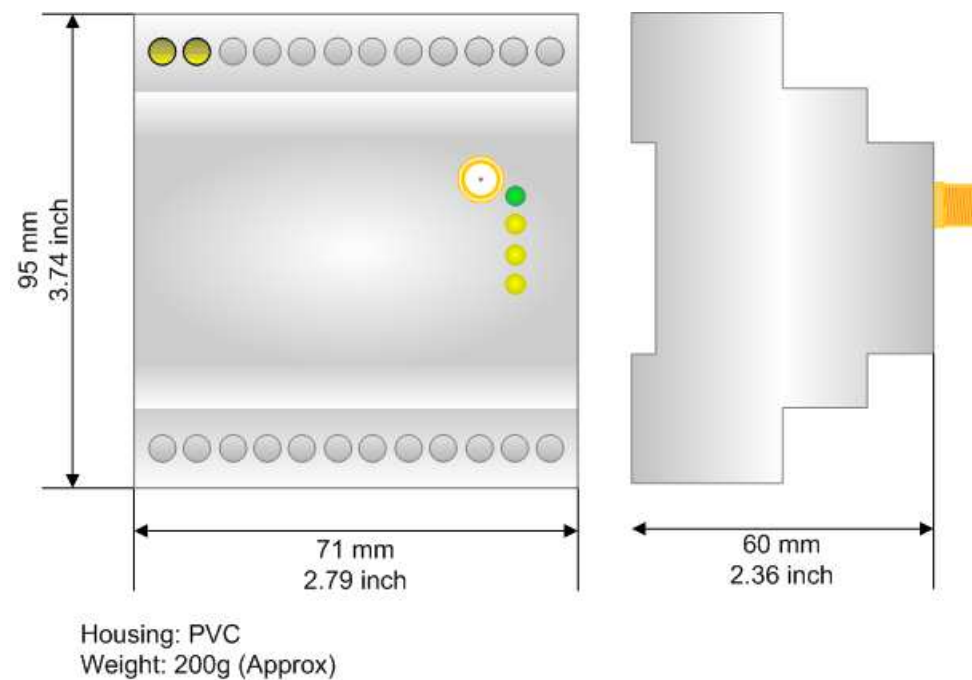 95 mm
3.74 inch
71 mm
2.79 inch
60 mm
2.36 inch
Housing: PVC
Weight: 200g (Approx)